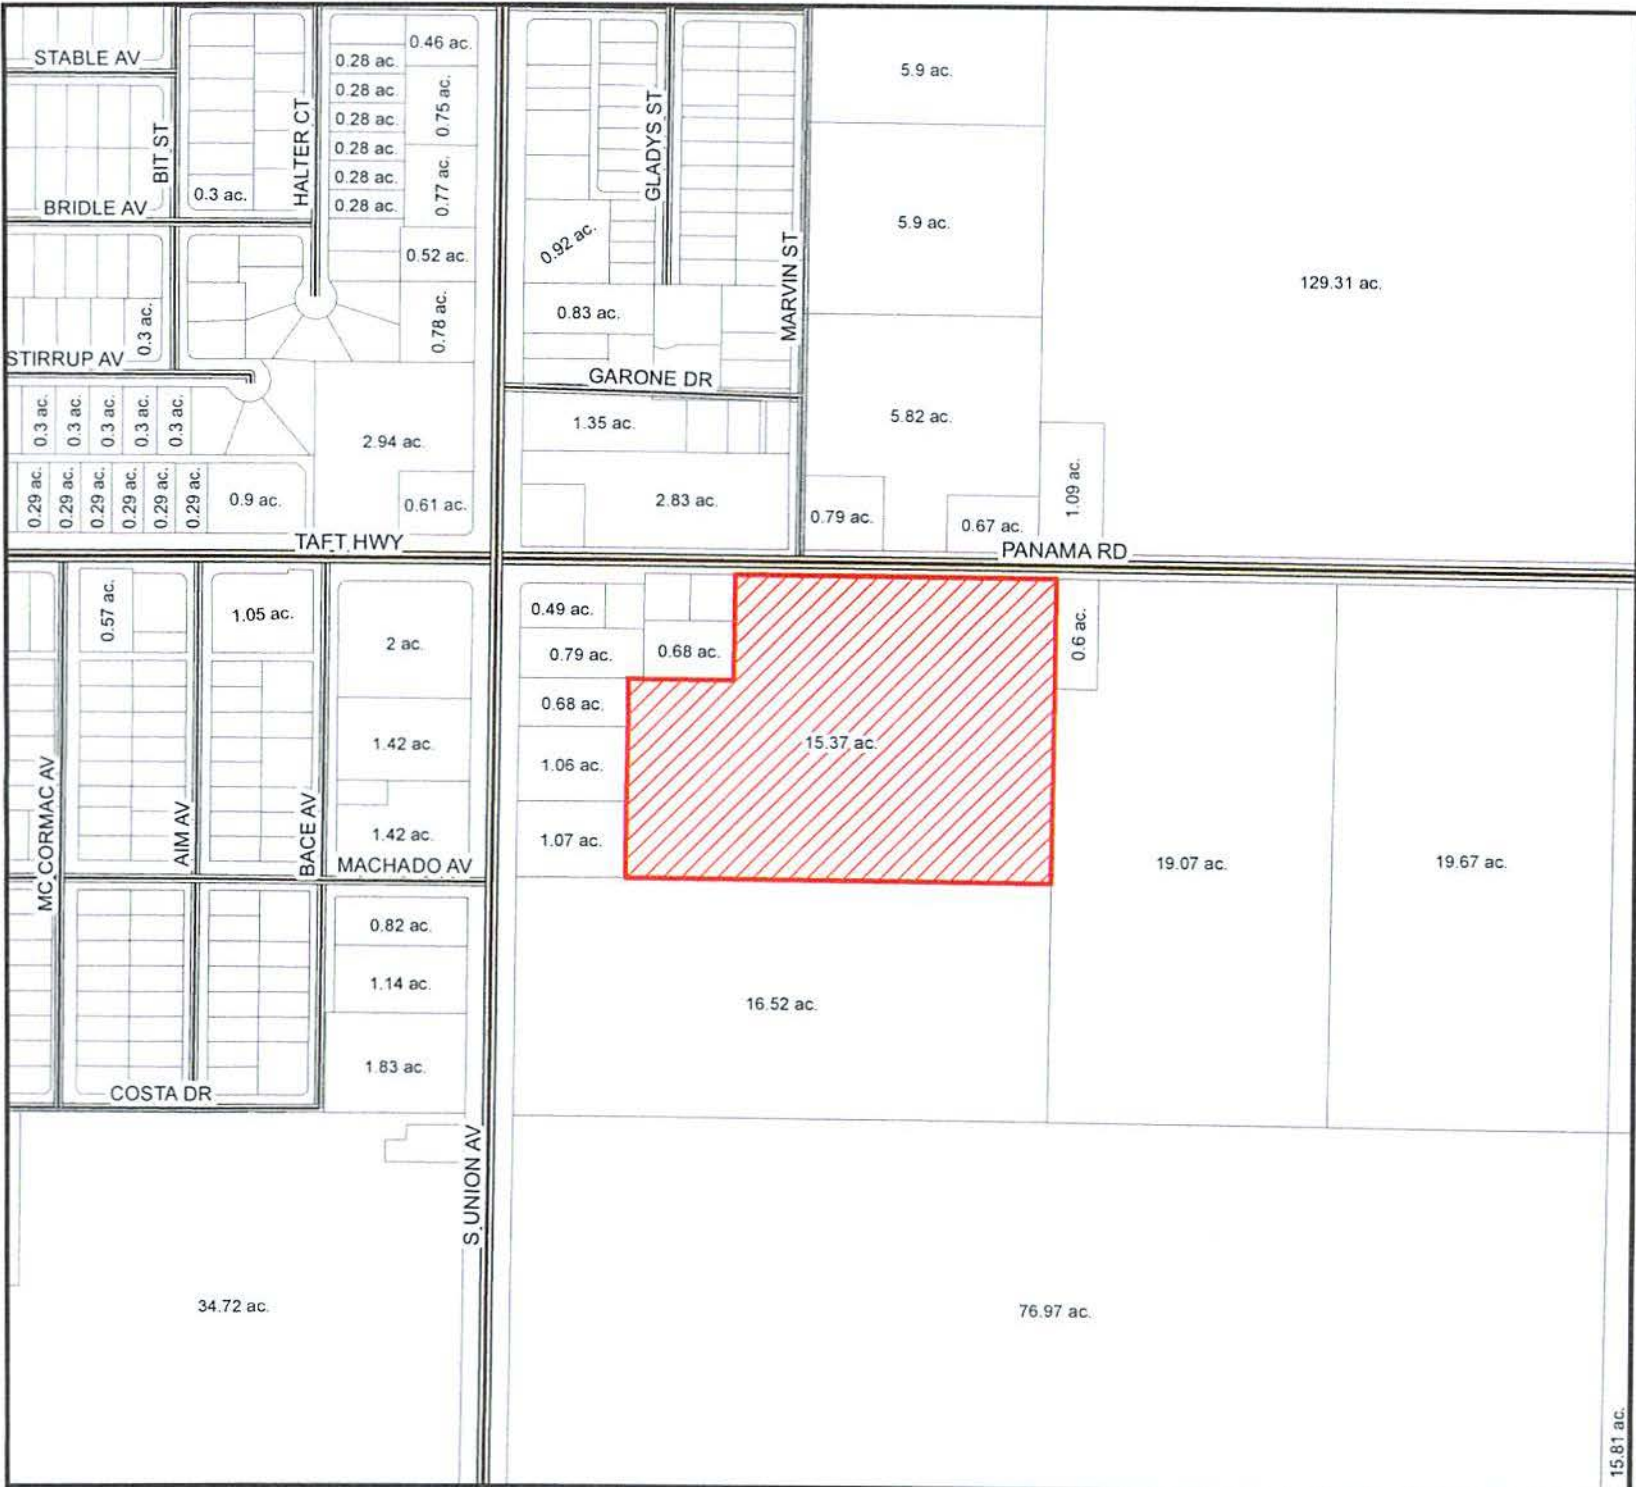 STABLE AV
BIT ST
HALTER CT
0.3 ac.
BRIDLE AV
0.3 ac.
STIRRUP AV
0.46 ac.
0.28 ac.
0.28 ac.
0.28 ac.
0.28 ac.
0.28 ac.
0.28 ac.
0.75 ac.
0.77 ac.
0.52 ac.
0.78 ac.
0.3 ac.
0.3 ac.
0.3 ac.
0.3 ac.
0.3 ac.
2.94 ac.
0.29 ac.
0.29 ac.
0.29 ac.
0.29 ac.
0.29 ac.
0.29 ac.
0.9 ac.
0.61 ac.
TAFT HWY
GLADYS ST
0.92 ac.
0.83 ac.
MARVIN ST
GARONE DR
1.35 ac.
2.83 ac.
5.9 ac.
5.9 ac.
129.31 ac.
5.82 ac.
1.09 ac.
0.79 ac.
0.67 ac.
PANAMA RD
0.57 ac.
1.05 ac.
2 ac.
1.42 ac.
1.42 ac.
MC CORMAC AV
AIM AV
BACE AV
MACHADO AV
0.82 ac.
1.14 ac.
1.83 ac.
COSTA DR
S UNION AV
34.72 ac.
0.49 ac.
0.79 ac.
0.68 ac.
0.68 ac.
1.06 ac.
1.07 ac.
15.37 ac.
0.6 ac.
19.07 ac.
19.67 ac.
16.52 ac.
76.97 ac.
15.81 ac.